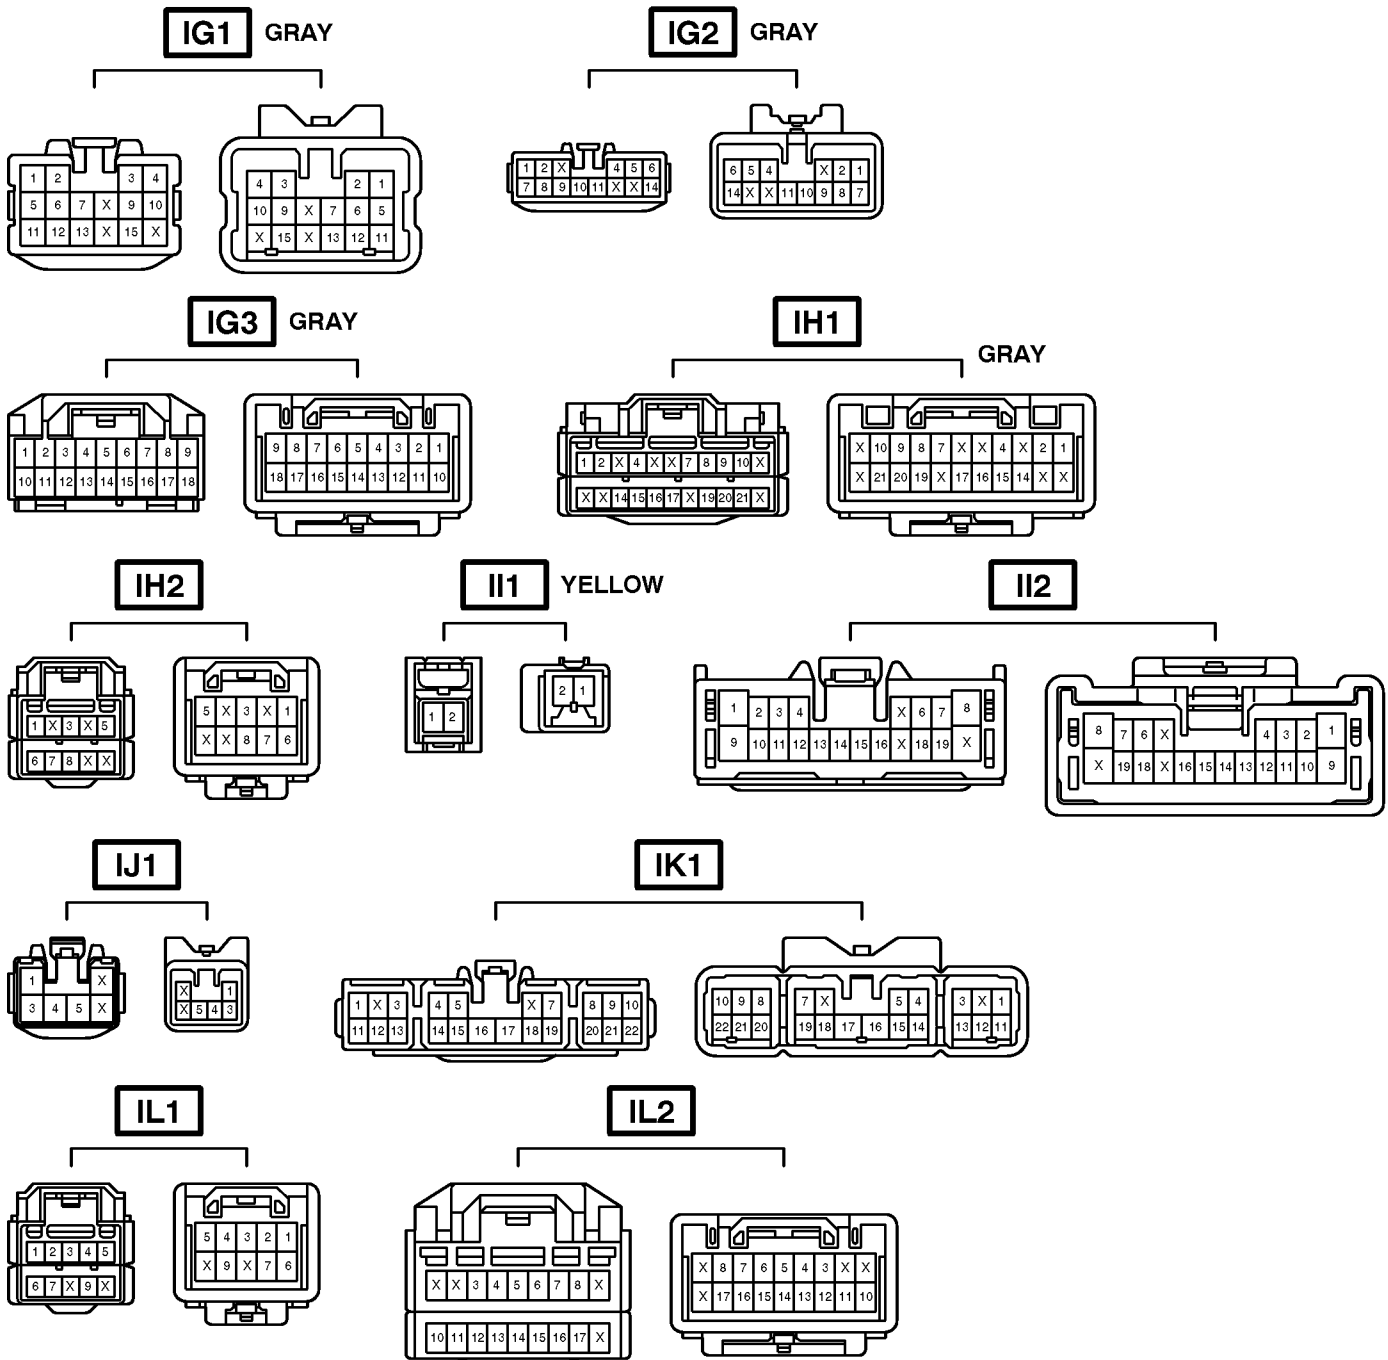 IG1 GRAY
1 2 3 4
5 6 7 X 9 10
11 12 13 X 15 X
4 3 2 1
10 9 X 7 6 5
X 15 X 13 12 11
IG2 GRAY
1 2 X 4 5 6
7 8 9 10 11 X X 14
6 5 4 X 2 1
14 X X 11 10 9 8 7
IG3 GRAY
1 2 3 4 5 6 7 8 9
10 11 12 13 14 15 16 17 18
9 8 7 6 5 4 3 2 1
18 17 16 15 14 13 12 11 10
IH1
GRAY
1 2 X 4 X X 7 8 9 10 X
X X 14 15 16 17 X 19 20 21 X
X 10 9 8 7 X X 4 X 2 1
X 21 20 19 X 17 16 15 14 X X
IH2
1 X 3 X 5
6 7 8 X X
5 X 3 X 1
X X 8 7 6
II1 YELLOW
1 2
2 1
II2
1 2 3 4 X 6 7 8
9 10 11 12 13 14 15 16 X 18 19 X
8 7 6 X 4 3 2 1
X 19 18 X 16 15 14 13 12 11 10 9
IJ1
1 X
3 4 5 X
X 1
X 5 4 3
IK1
1 X 3 4 5 X 7 8 9 10
11 12 13 14 15 16 17 18 19 20 21 22
10 9 8 7 X 5 4 3 X 1
22 21 20 19 18 17 16 15 14 13 12 11
IL1
1 2 3 4 5
6 7 X 9 X
5 4 3 2 1
X 9 X 7 6
IL2
X X 3 4 5 6 7 8 X
10 11 12 13 14 15 16 17 X
X 8 7 6 5 4 3 X X
X 17 16 15 14 13 12 11 10